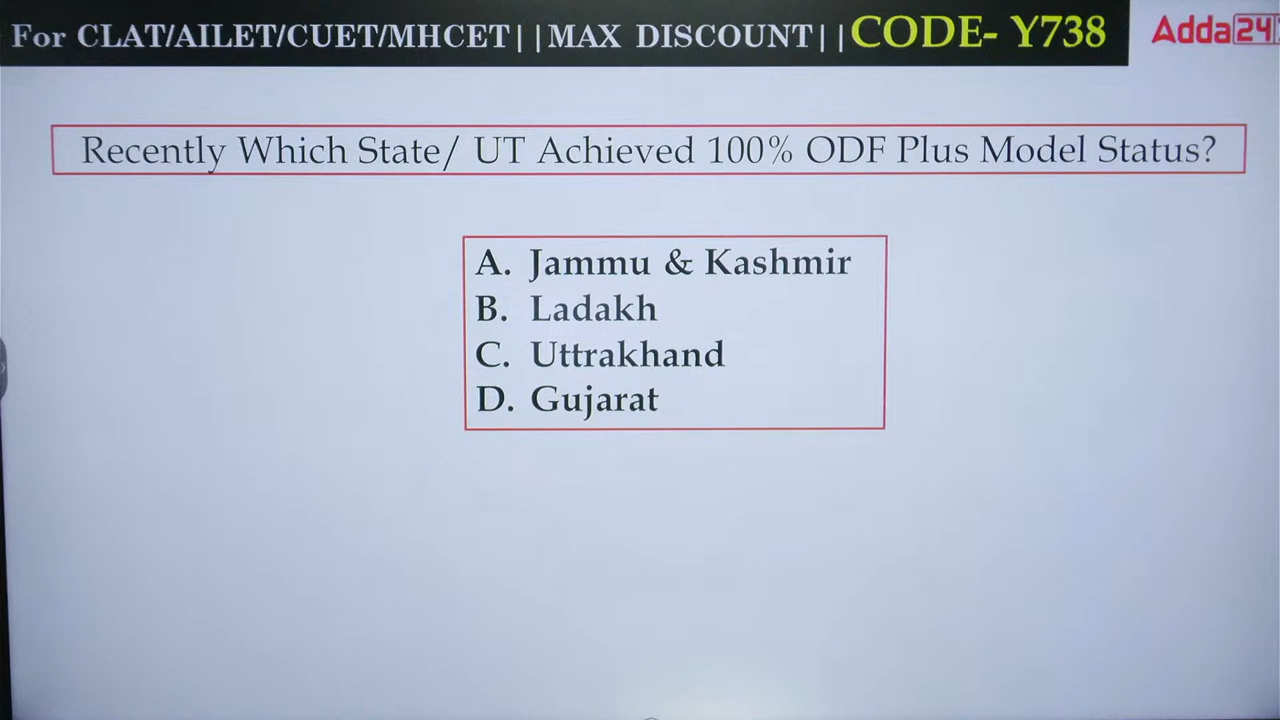 For CLAT/AILET/CUET/MHCET||MAX DISCOUNT||CODE- Y738
Adda24
Recently Which State/ UT Achieved 100% ODF Plus Model Status?
A. Jammu & Kashmir
B. Ladakh
C. Uttrakhand
D. Gujarat